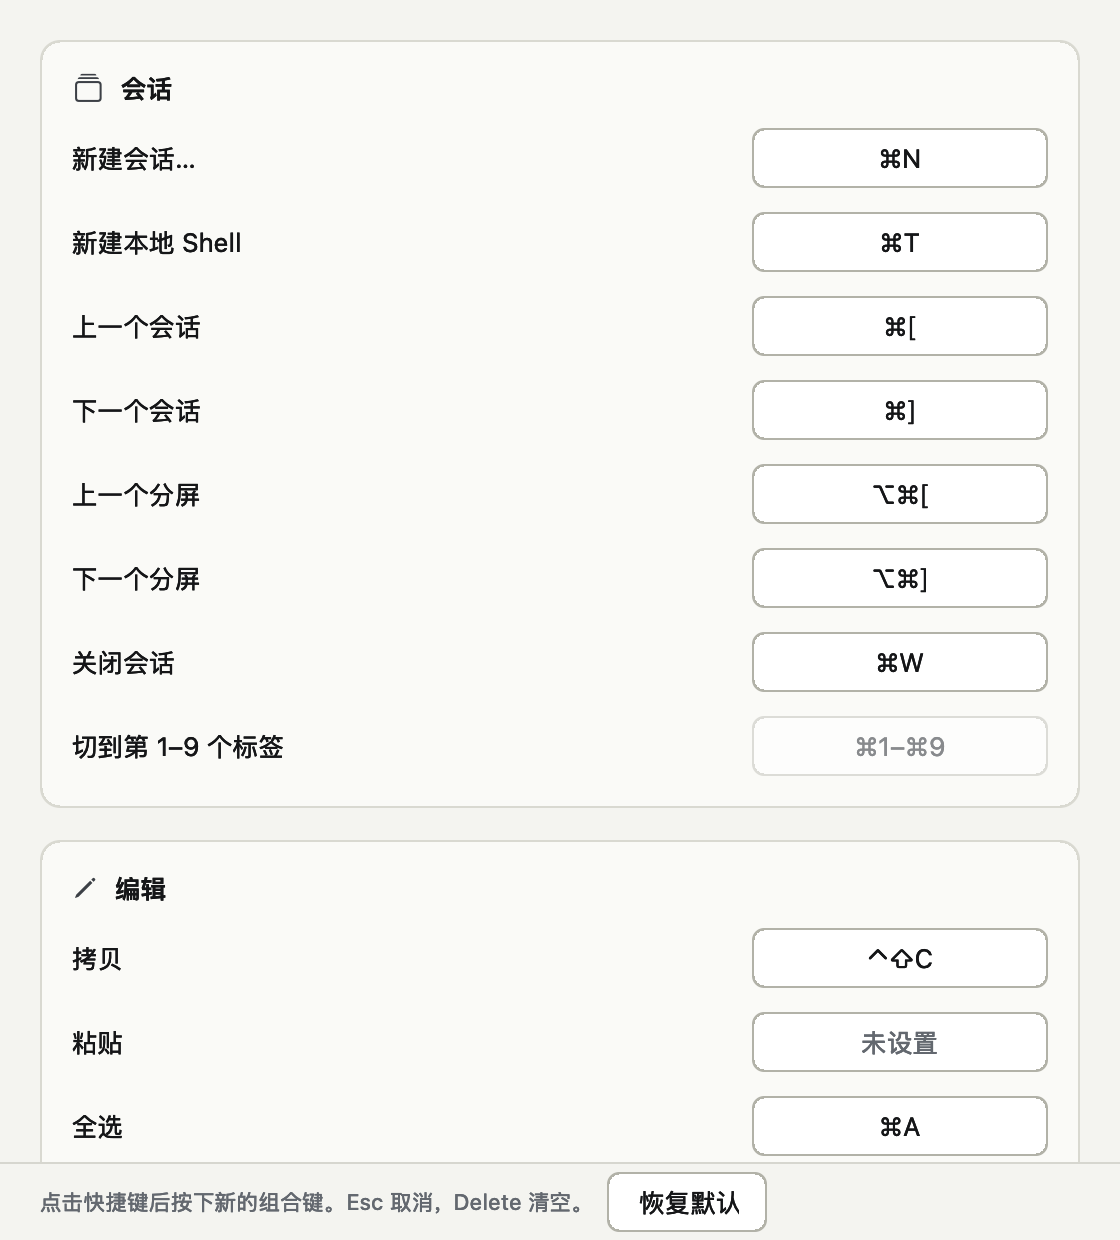 会话
新建会话... ⌘N
新建本地 Shell ⌘T
上一个会话 ⌘[
下一个会话 ⌘]
上一个分屏 ⌥⌘[
下一个分屏 ⌥⌘]
关闭会话 ⌘W
切到第 1–9 个标签 ⌘1–⌘9
编辑
拷贝 ^⇧C
粘贴 未设置
全选 ⌘A
点击快捷键后按下新的组合键。Esc 取消，Delete 清空。 恢复默认